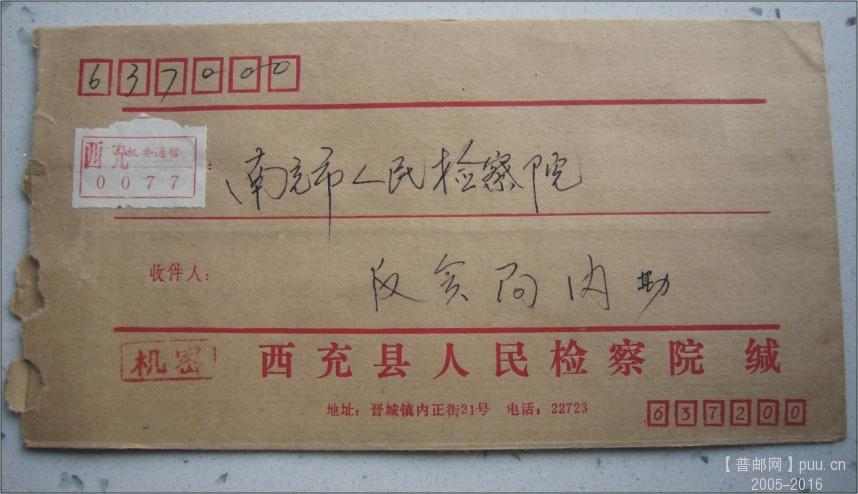 637000
西充机要通信
0077
:
南充市人民检察院
收件人:
反贪局内勤
机密
西充县人民检察院 缄
地址:晋城镇内正街21号 电话:22723
637200
【普邮网】puu.cn
2005-2016